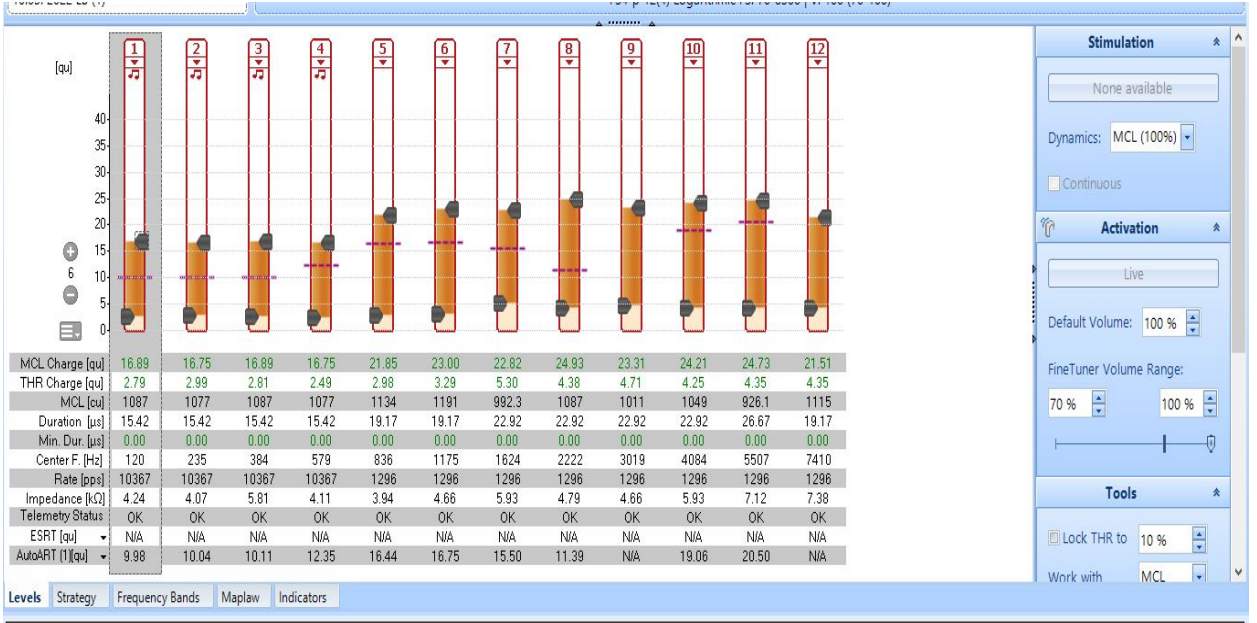 1 2 3 4 5 6 7 8 9 10 11 12
[qu]
40
35
30
25
20
15
10
5
0
6
MCL Charge [qu] 16.89 16.75 16.89 16.75 21.85 23.00 22.82 24.93 23.31 24.21 24.73 21.51
THR Charge [qu] 2.79 2.99 2.81 2.49 2.98 3.29 5.30 4.38 4.71 4.25 4.35 4.35
MCL [cu] 1087 1077 1087 1077 1134 1191 992.3 1087 1011 1049 926.1 1115
Duration [µs] 15.42 15.42 15.42 15.42 19.17 19.17 22.92 22.92 22.92 22.92 26.67 19.17
Min. Dur. [µs] 0.00 0.00 0.00 0.00 0.00 0.00 0.00 0.00 0.00 0.00 0.00 0.00
Center F. [Hz] 120 235 384 579 836 1175 1624 2222 3019 4084 5507 7410
Rate [pps] 10367 10367 10367 10367 1296 1296 1296 1296 1296 1296 1296 1296
Impedance [kΩ] 4.24 4.07 5.81 4.11 3.94 4.66 5.93 4.79 4.66 5.93 7.12 7.38
Telemetry Status OK OK OK OK OK OK OK OK OK OK OK OK
ESRT [qu] N/A N/A N/A N/A N/A N/A N/A N/A N/A N/A N/A N/A
AutoART (1)[qu] 9.98 10.04 10.11 12.35 16.44 16.75 15.50 11.39 N/A 19.06 20.50 N/A
Levels Strategy Frequency Bands Maplaw Indicators
Stimulation
None available
Dynamics: MCL (100%)
Continuous
Activation
Live
Default Volume: 100 %
FineTuner Volume Range:
70 % 100 %
Tools
Lock THR to 10 %
Work with MCL